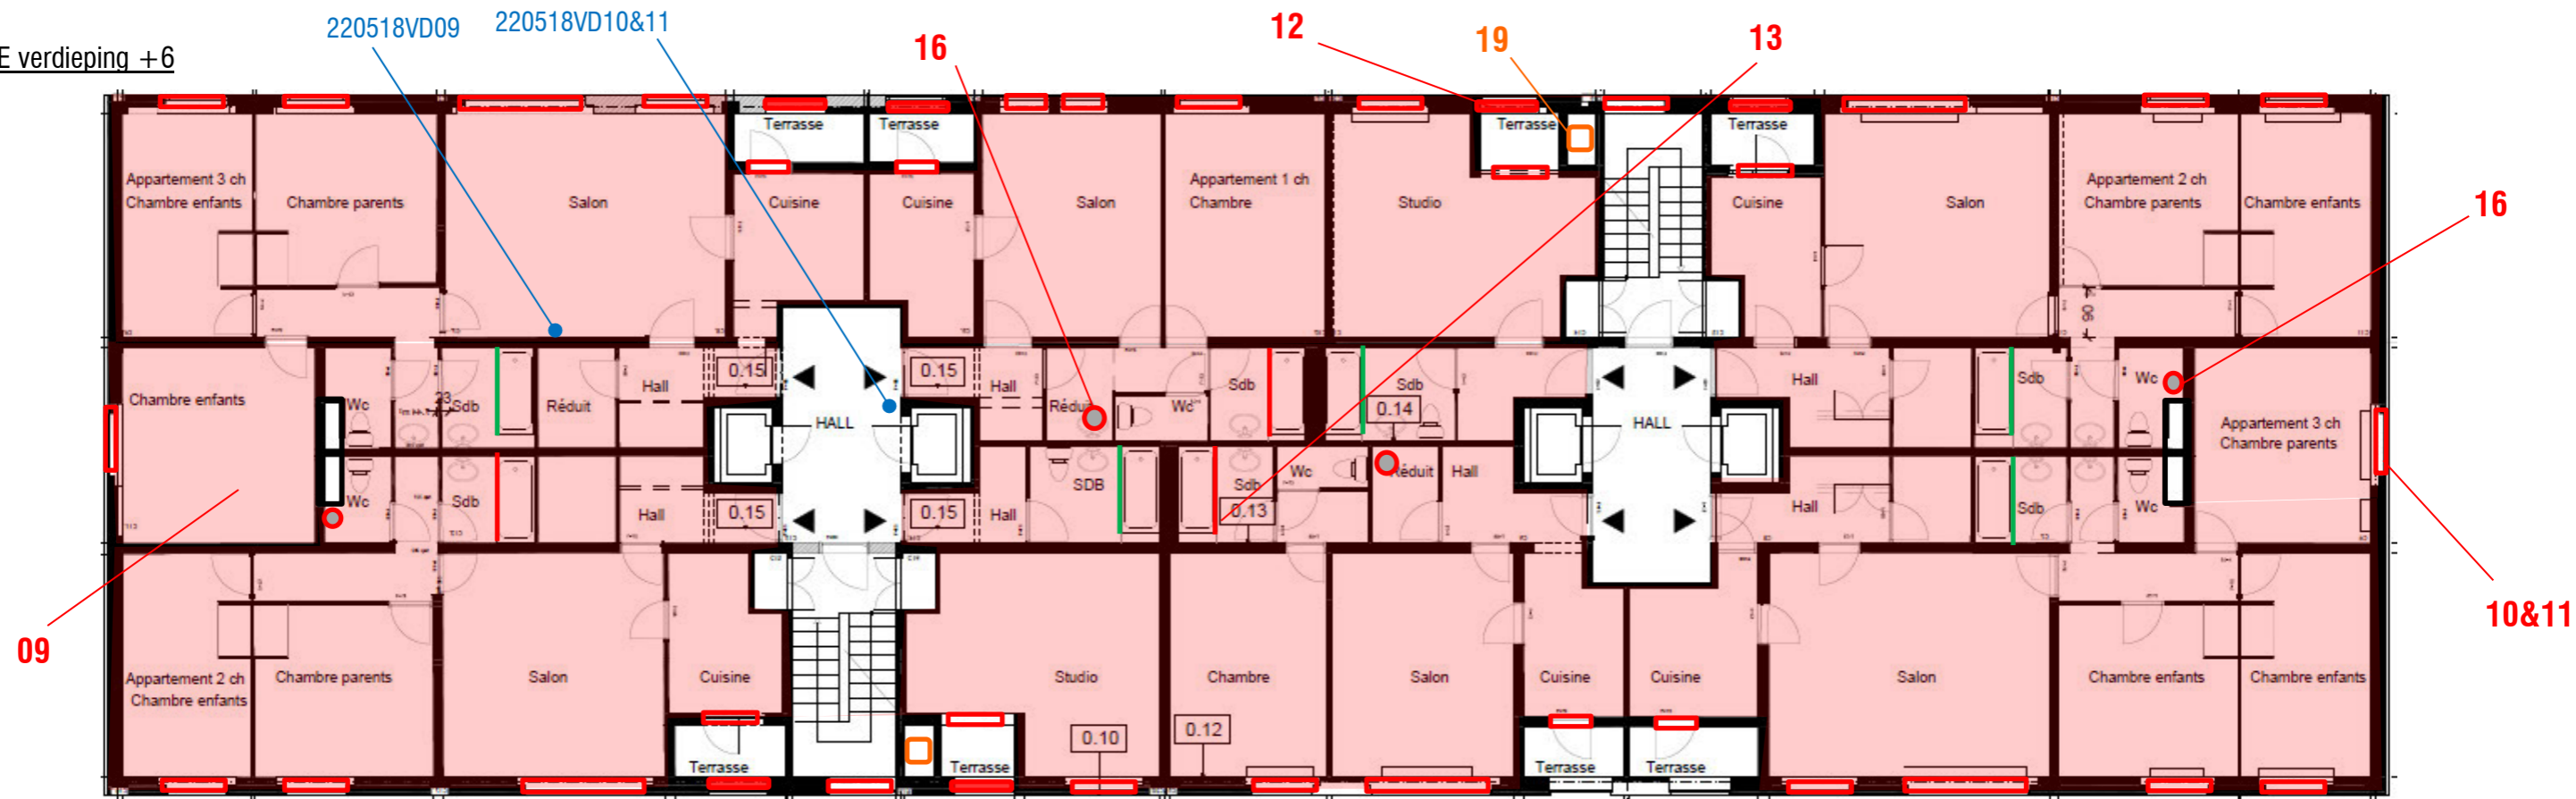 220518VD09
220518VD10&11
16
12
19
13
E verdieping +6
Terrasse
Terrasse
Terrasse
Terrasse
Appartement 3 ch
Chambre enfants
Chambre parents
Salon
Cuisine
Cuisine
Salon
Appartement 1 ch
Chambre
Studio
Cuisine
Salon
Appartement 2 ch
Chambre parents
Chambre enfants
16
90
Chambre enfants
Wc
23
Sdb
Réduit
Hall
0.15
HALL
0.15
Hall
Réduit
Wc
Sdb
Sdb
0.14
HALL
Hall
Sdb
Wc
Appartement 3 ch
Chambre parents
Wc
Sdb
Hall
0.15
0.15
Hall
SDB
Sdb
0.13
Wc
Réduit
Hall
Hall
Sdb
Wc
09
10&11
Appartement 2 ch
Chambre enfants
Chambre parents
Salon
Cuisine
Studio
Chambre
Salon
Cuisine
Cuisine
Salon
Chambre enfants
Chambre enfants
0.10
0.12
Terrasse
Terrasse
Terrasse
Terrasse